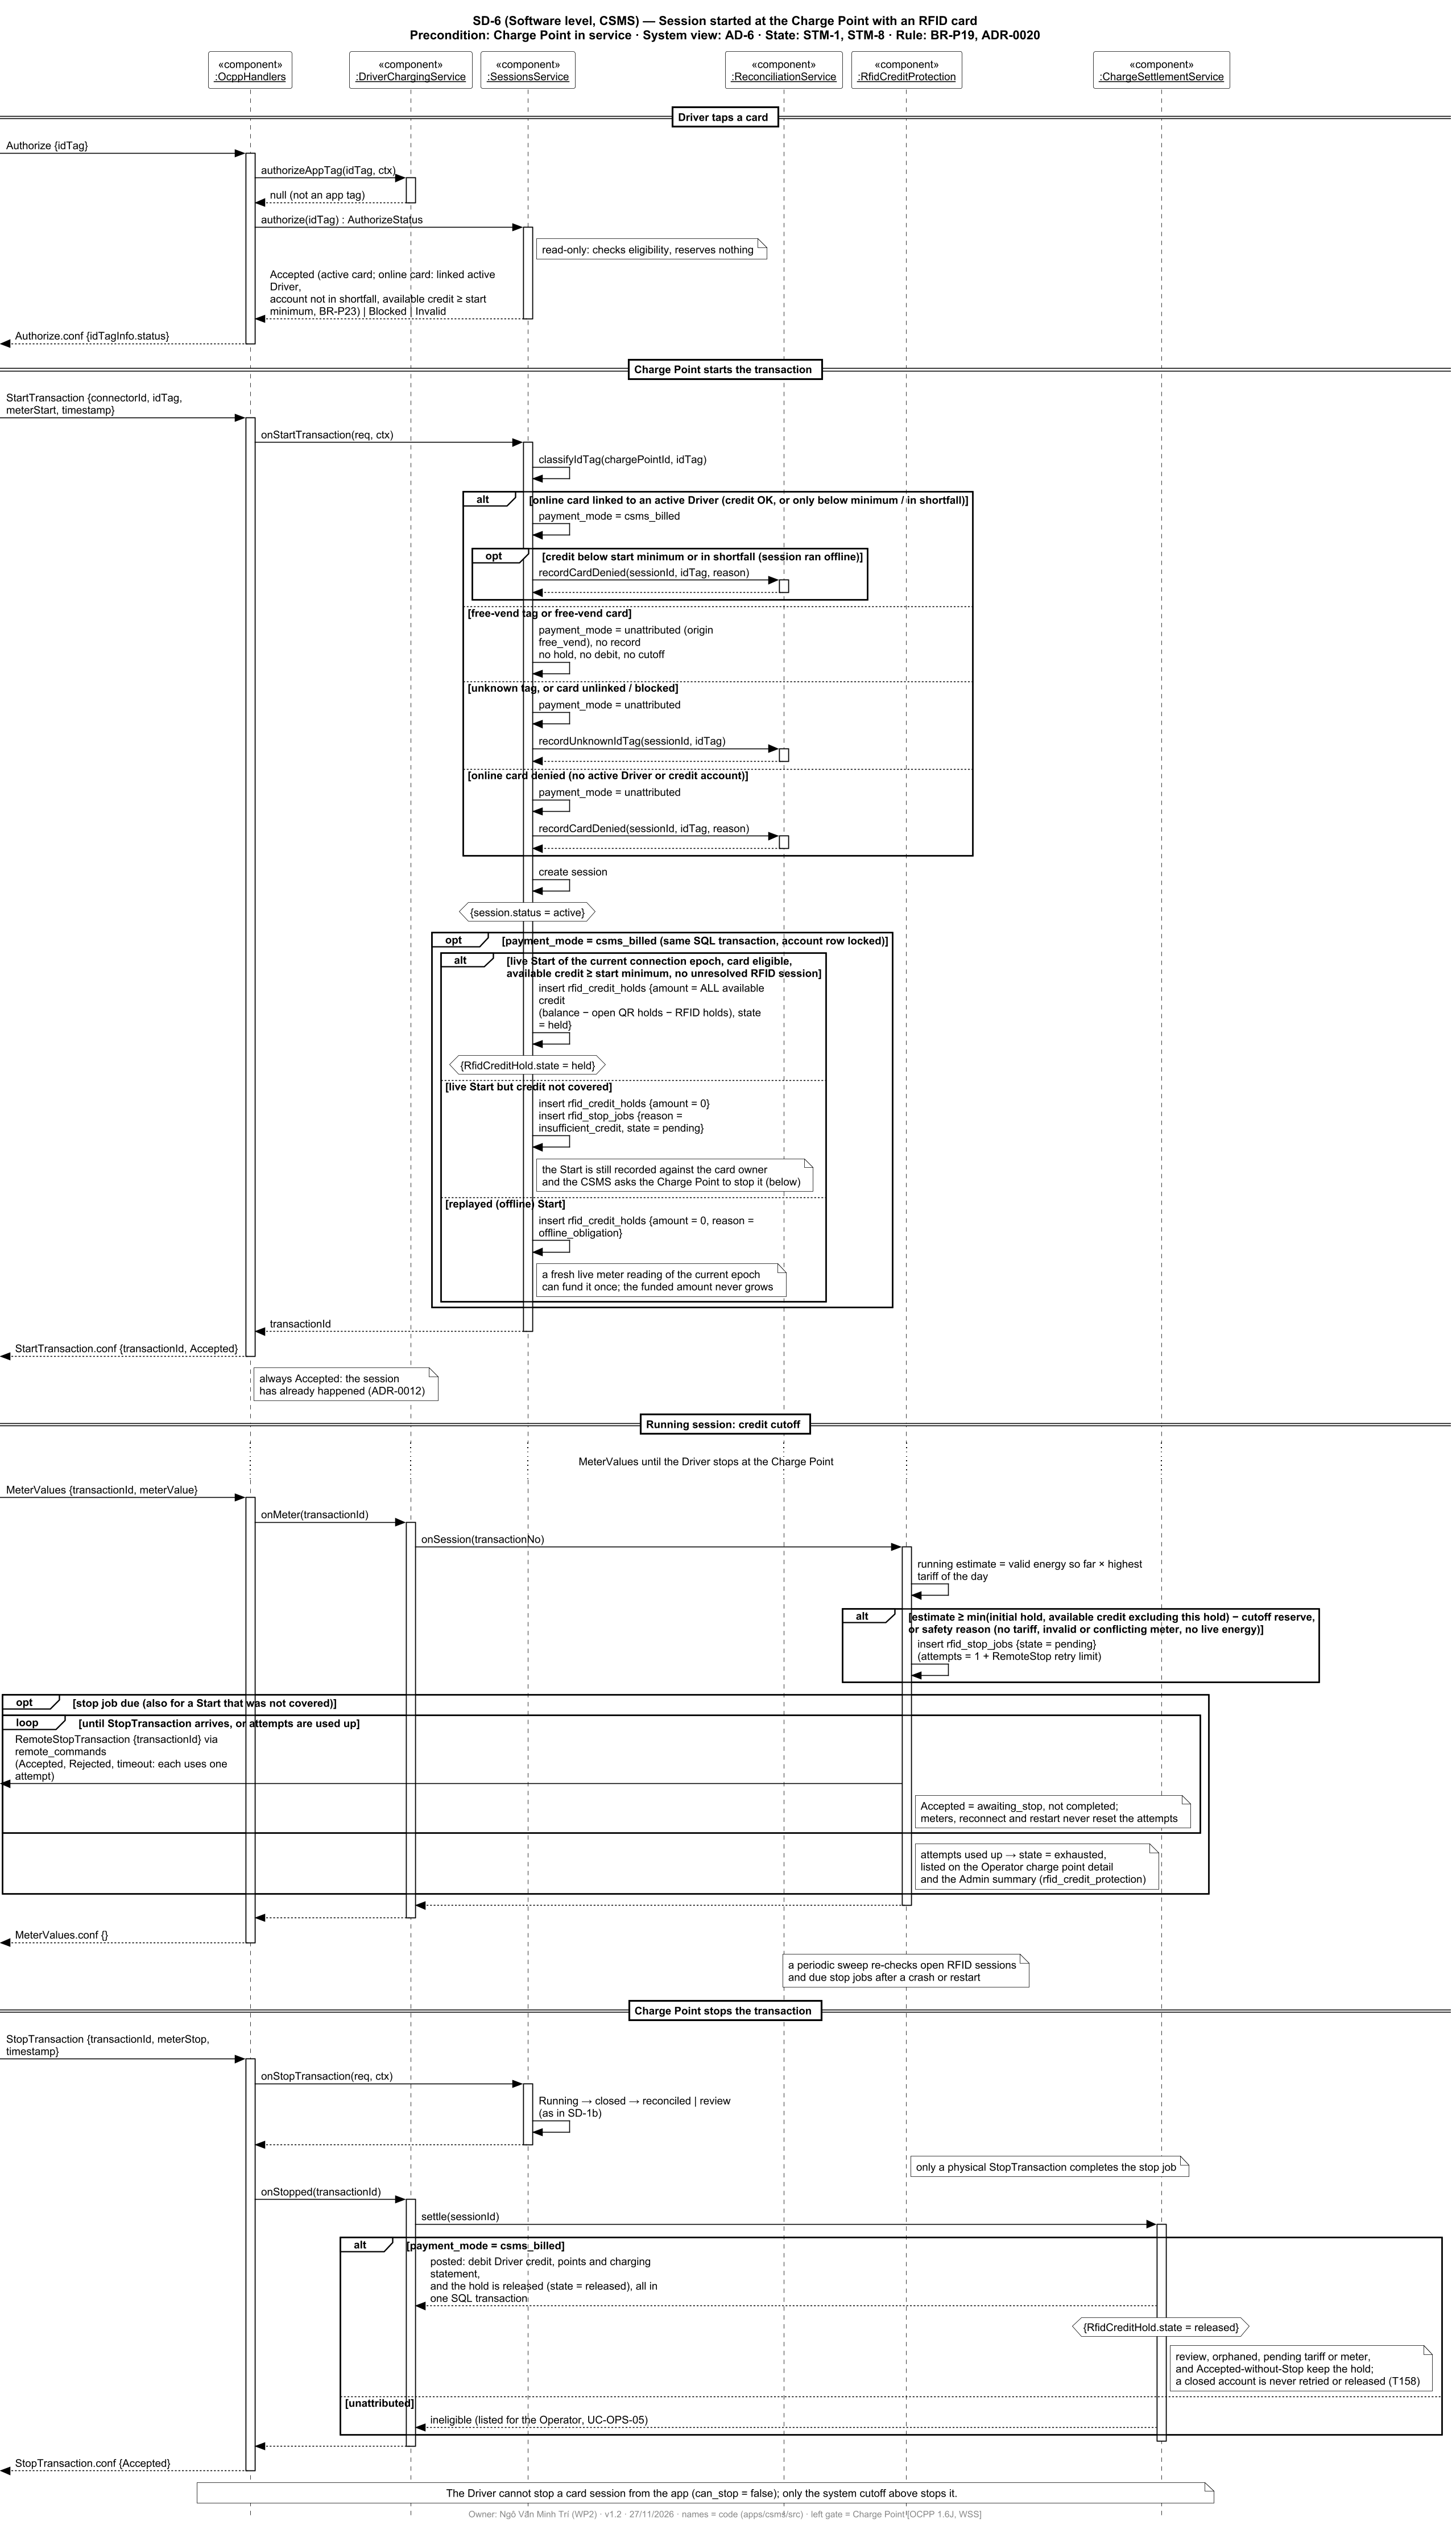 SD-6 (Software level, CSMS) — Session started at the Charge Point with an RFID card
Precondition: Charge Point in service · System view: AD-6 · State: STM-1, STM-8 · Rule: BR-P19, ADR-0020
«component»
:OcppHandlers
«component»
:DriverChargingService
«component»
:SessionsService
«component»
:ReconciliationService
«component»
:RfidCreditProtection
«component»
:ChargeSettlementService
Driver taps a card
Authorize {idTag}
authorizeAppTag(idTag, ctx)
null (not an app tag)
authorize(idTag) : AuthorizeStatus
read-only: checks eligibility, reserves nothing
Accepted (active card; online card: linked active
Driver,
account not in shortfall, available credit ≥ start
minimum, BR-P23) | Blocked | Invalid
Authorize.conf {idTagInfo.status}
Charge Point starts the transaction
StartTransaction {connectorId, idTag,
meterStart, timestamp}
onStartTransaction(req, ctx)
classifyIdTag(chargePointId, idTag)
alt
[online card linked to an active Driver (credit OK, or only below minimum / in shortfall)]
payment_mode = csms_billed
opt
[credit below start minimum or in shortfall (session ran offline)]
recordCardDenied(sessionId, idTag, reason)
[free-vend tag or free-vend card]
payment_mode = unattributed (origin
free_vend), no record
no hold, no debit, no cutoff
[unknown tag, or card unlinked / blocked]
payment_mode = unattributed
recordUnknownIdTag(sessionId, idTag)
[online card denied (no active Driver or credit account)]
payment_mode = unattributed
recordCardDenied(sessionId, idTag, reason)
create session
{session.status = active}
opt
[payment_mode = csms_billed (same SQL transaction, account row locked)]
alt
[live Start of the current connection epoch, card eligible,
available credit ≥ start minimum, no unresolved RFID session]
insert rfid_credit_holds {amount = ALL available
credit
(balance − open QR holds − RFID holds), state
= held}
{RfidCreditHold.state = held}
[live Start but credit not covered]
insert rfid_credit_holds {amount = 0}
insert rfid_stop_jobs {reason =
insufficient_credit, state = pending}
the Start is still recorded against the card owner
and the CSMS asks the Charge Point to stop it (below)
[replayed (offline) Start]
insert rfid_credit_holds {amount = 0, reason =
offline_obligation}
a fresh live meter reading of the current epoch
can fund it once; the funded amount never grows
transactionId
StartTransaction.conf {transactionId, Accepted}
always Accepted: the session
has already happened (ADR-0012)
Running session: credit cutoff
MeterValues until the Driver stops at the Charge Point
MeterValues {transactionId, meterValue}
onMeter(transactionId)
onSession(transactionNo)
running estimate = valid energy so far × highest
tariff of the day
alt
[estimate ≥ min(initial hold, available credit excluding this hold) − cutoff reserve,
or safety reason (no tariff, invalid or conflicting meter, no live energy)]
insert rfid_stop_jobs {state = pending}
(attempts = 1 + RemoteStop retry limit)
opt
[stop job due (also for a Start that was not covered)]
loop
[until StopTransaction arrives, or attempts are used up]
RemoteStopTransaction {transactionId} via
remote_commands
(Accepted, Rejected, timeout: each uses one
attempt)
Accepted = awaiting_stop, not completed;
meters, reconnect and restart never reset the attempts
attempts used up → state = exhausted,
listed on the Operator charge point detail
and the Admin summary (rfid_credit_protection)
MeterValues.conf {}
a periodic sweep re-checks open RFID sessions
and due stop jobs after a crash or restart
Charge Point stops the transaction
StopTransaction {transactionId, meterStop,
timestamp}
onStopTransaction(req, ctx)
Running → closed → reconciled | review
(as in SD-1b)
only a physical StopTransaction completes the stop job
onStopped(transactionId)
settle(sessionId)
alt
[payment_mode = csms_billed]
posted: debit Driver credit, points and charging
statement,
and the hold is released (state = released), all in
one SQL transaction
{RfidCreditHold.state = released}
review, orphaned, pending tariff or meter,
and Accepted-without-Stop keep the hold;
a closed account is never retried or released (T158)
[unattributed]
ineligible (listed for the Operator, UC-OPS-05)
StopTransaction.conf {Accepted}
The Driver cannot stop a card session from the app (can_stop = false); only the system cutoff above stops it.
Owner: Ngô Văn Minh Trí (WP2) · v1.2 · 27/11/2026 · names = code (apps/csms/src) · left gate = Charge Point [OCPP 1.6J, WSS]